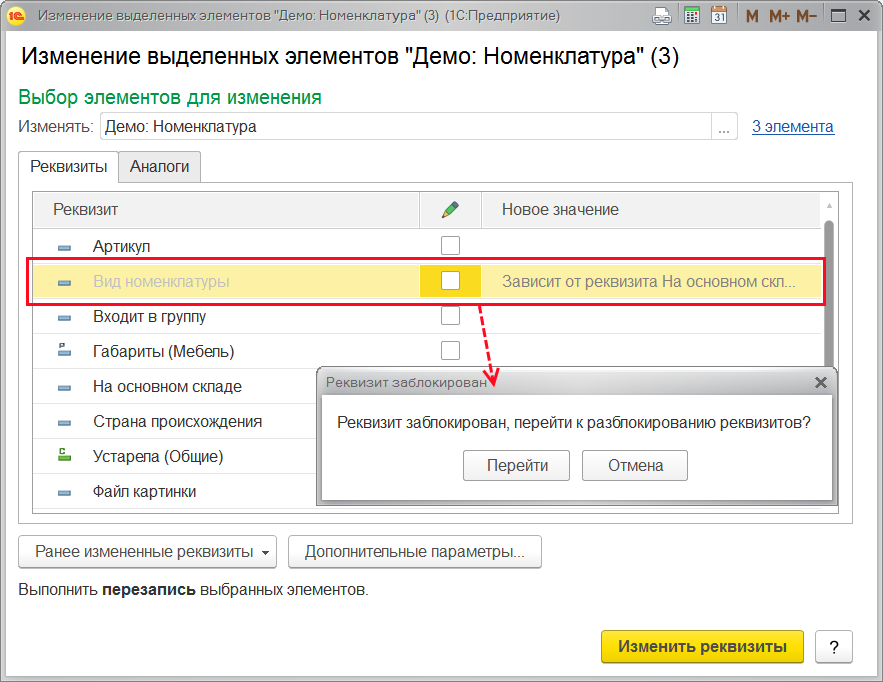 1С Изменение выделенных элементов "Демо: Номенклатура" (3) (1С:Предприятие) 31 M M+ M−
Изменение выделенных элементов "Демо: Номенклатура" (3)
Выбор элементов для изменения
Изменять: Демо: Номенклатура ... 3 элемента
Реквизиты Аналоги
Реквизит Новое значение
Артикул
Вид номенклатуры Зависит от реквизита На основном скл...
Входит в группу
Р Габариты (Мебель)
На основном складе
Страна происхождения
С Устарела (Общие)
Файл картинки
Реквизит заблокирован
Реквизит заблокирован, перейти к разблокированию реквизитов?
Перейти Отмена
Ранее измененные реквизиты Дополнительные параметры...
Выполнить перезапись выбранных элементов.
Изменить реквизиты ?